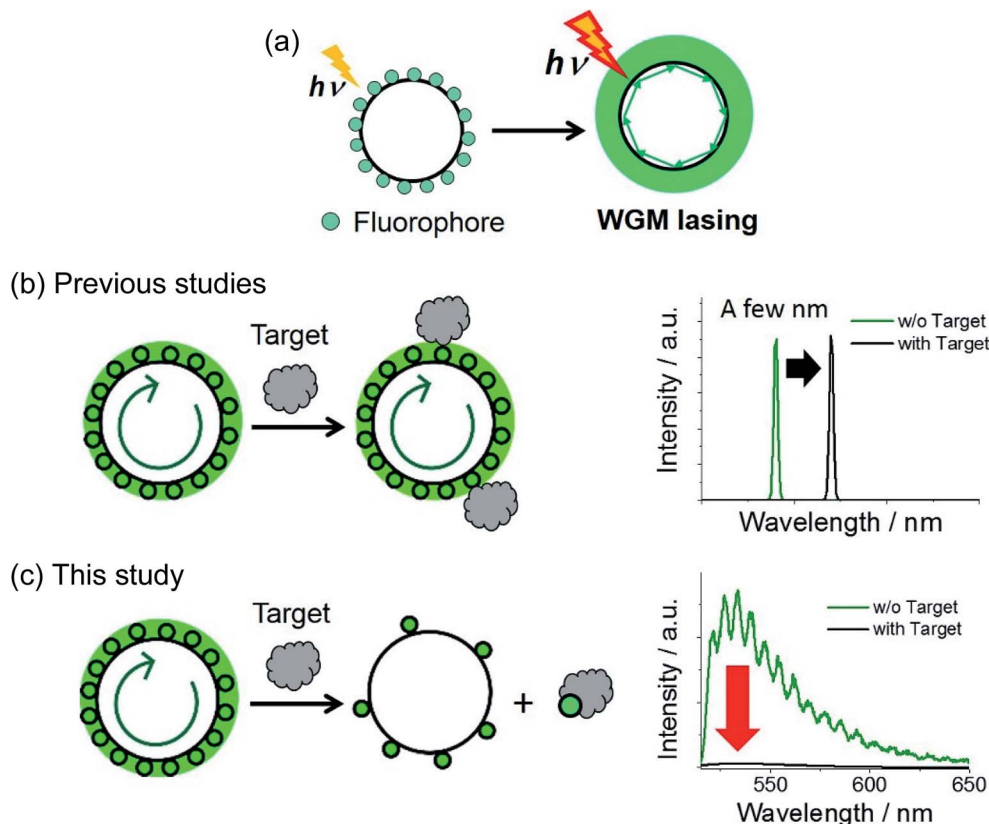 (a)
hν
hν
Fluorophore
WGM lasing
(b) Previous studies
Target
A few nm
w/o Target
with Target
Intensity / a.u.
Wavelength / nm
(c) This study
Target
+
w/o Target
with Target
Intensity / a.u.
550
600
650
Wavelength / nm